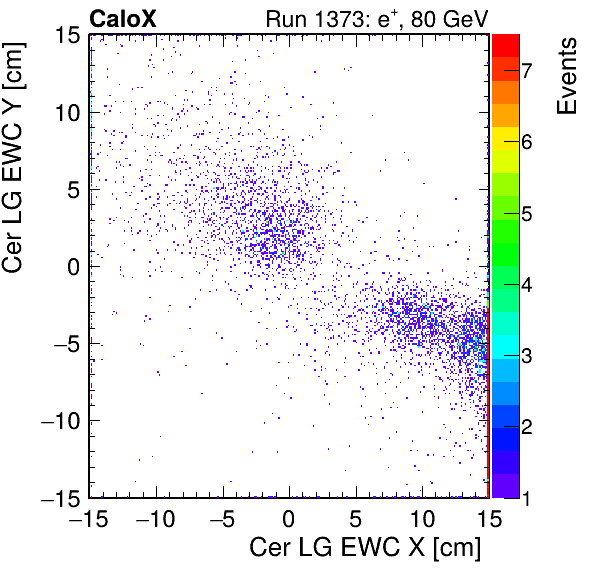 CaloX Run 1373: e+, 80 GeV
Cer LG EWC Y [cm]
15
10
5
0
−5
−10
−15
−15 −10 −5 0 5 10 15
Cer LG EWC X [cm]
Events
7
6
5
4
3
2
1